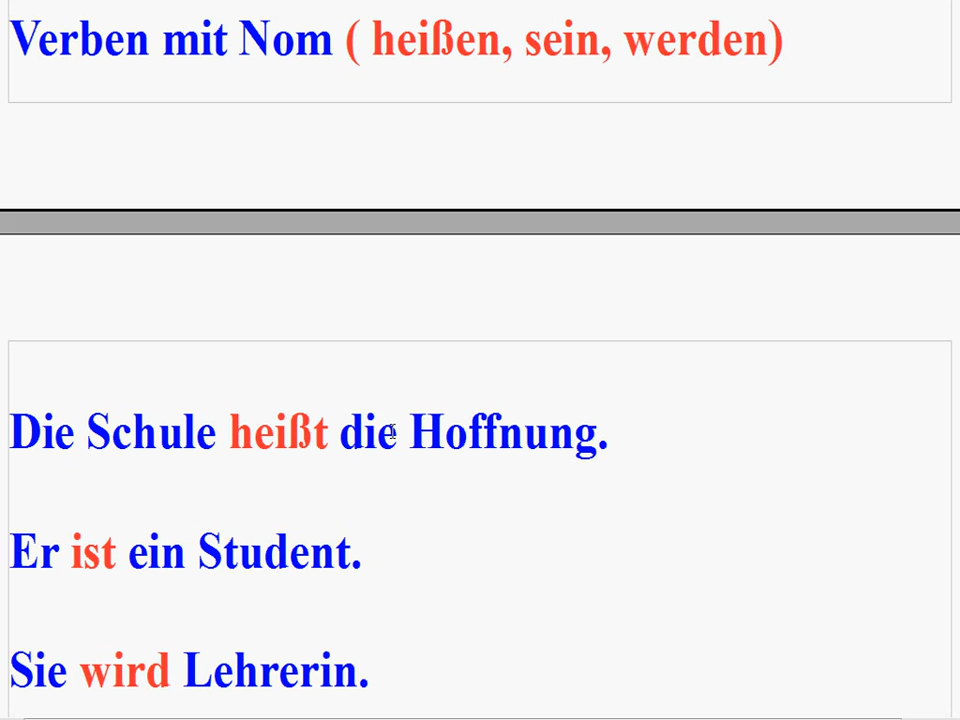 Verben mit Nom ( heißen, sein, werden)
Die Schule heißt die Hoffnung.
Er ist ein Student.
Sie wird Lehrerin.